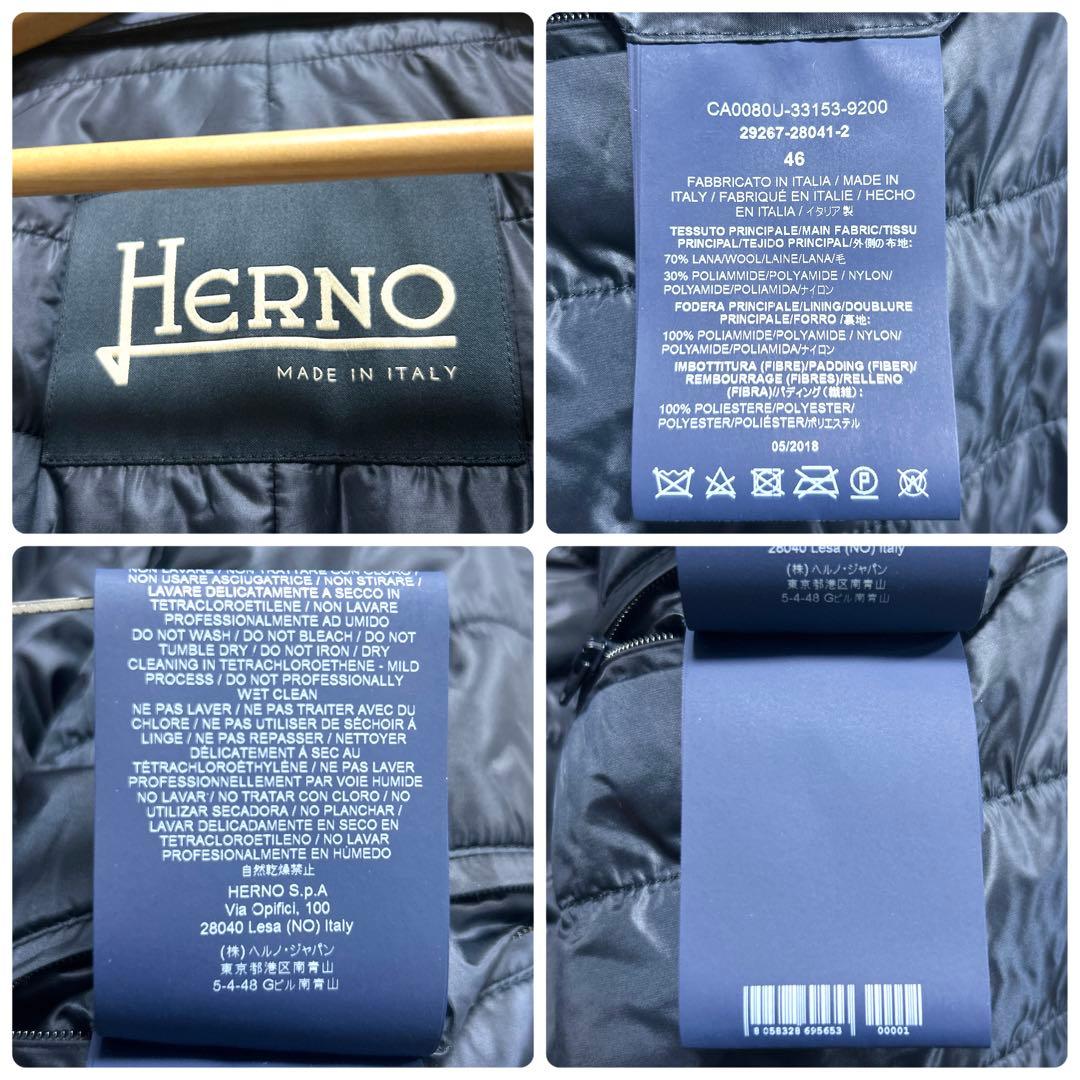 HERNO
MADE IN ITALY
CA0080U-33153-9200
29267-28041-2
46
FABBRICATO IN ITALIA / MADE IN
ITALY / FABRIQUÉ EN ITALIE / HECHO
EN ITALIA / イタリア製
TESSUTO PRINCIPALE/MAIN FABRIC/TISSU
PRINCIPAL/TEJIDO PRINCIPAL/外側の布地:
70% LANA/WOOL/LAINE/LANA/毛
30% POLIAMMIDE/POLYAMIDE / NYLON/
POLYAMIDE/POLIAMIDA/ナイロン
FODERA PRINCIPALE/LINING/DOUBLURE
PRINCIPALE/FORRO /裏地:
100% POLIAMMIDE/POLYAMIDE / NYLON/
POLYAMIDE/POLIAMIDA/ナイロン
IMBOTTITURA (FIBRE)/PADDING (FIBER)/
REMBOURRAGE (FIBRES)/RELLENO
(FIBRA)/パディング(繊維):
100% POLIESTERE/POLYESTER/
POLYESTER/POLIÉSTER/ポリエステル
05/2018
W
NON LAVARE / NON TRATTARE CON CLORO /
NON USARE ASCIUGATRICE / NON STIRARE /
LAVARE DELICATAMENTE A SECCO IN
TETRACLOROETILENE / NON LAVARE
PROFESSIONALMENTE AD UMIDO
DO NOT WASH / DO NOT BLEACH / DO NOT
TUMBLE DRY / DO NOT IRON / DRY
CLEANING IN TETRACHLOROETHENE - MILD
PROCESS / DO NOT PROFESSIONALLY
WET CLEAN
NE PAS LAVER / NE PAS TRAITER AVEC DU
CHLORE / NE PAS UTILISER DE SÉCHOIR Á
LINGE / NE PAS REPASSER / NETTOYER
DÉLICATEMENT Á SEC AU
TÉTRACHLOROÉTHYLÈNE / NE PAS LAVER
PROFESSIONNELLEMENT PAR VOIE HUMIDE
NO LAVAR / NO TRATAR CON CLORO / NO
UTILIZAR SECADORA / NO PLANCHAR /
LAVAR DELICADAMENTE EN SECO EN
TETRACLOROETILENO / NO LAVAR
PROFESIONALMENTE EN HÚMEDO
自然乾燥禁止
HERNO S.p.A
Via Opifici, 100
28040 Lesa (NO) Italy
(株)ヘルノ・ジャパン
東京都港区南青山
5-4-48 Gビル南青山
28040 Lesa (NO) Italy
(株)ヘルノ・ジャパン
東京都港区南青山
5-4-48 Gビル南青山
8 058328 695653
00001